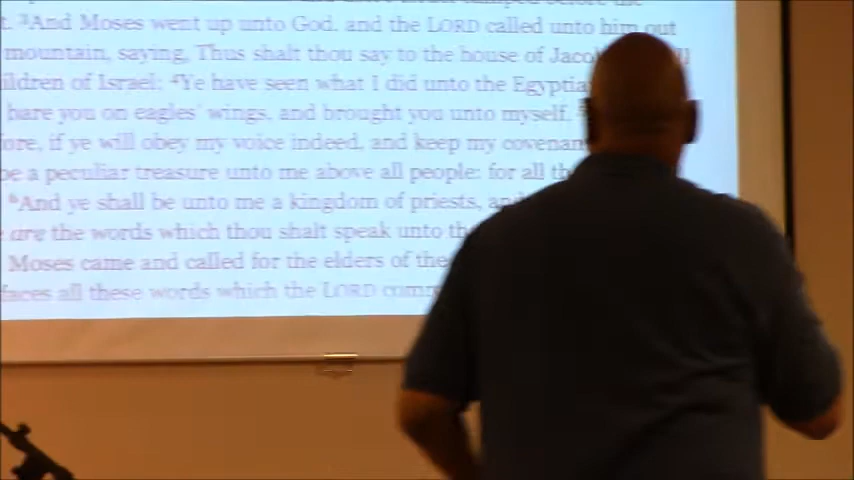 t. ³And Moses went up unto God, and the LORD called unto him out
mountain, saying, Thus shalt thou say to the house of Jacob
ildren of Israel; ⁴Ye have seen what I did unto the Egyptia
bare you on eagles' wings, and brought you unto myself.
ore, if ye will obey my voice indeed, and keep my covenan
be a peculiar treasure unto me above all people: for all th
⁶And ye shall be unto me a kingdom of priests, and
are the words which thou shalt speak unto th
Moses came and called for the elders of the
faces all these words which the LORD comm